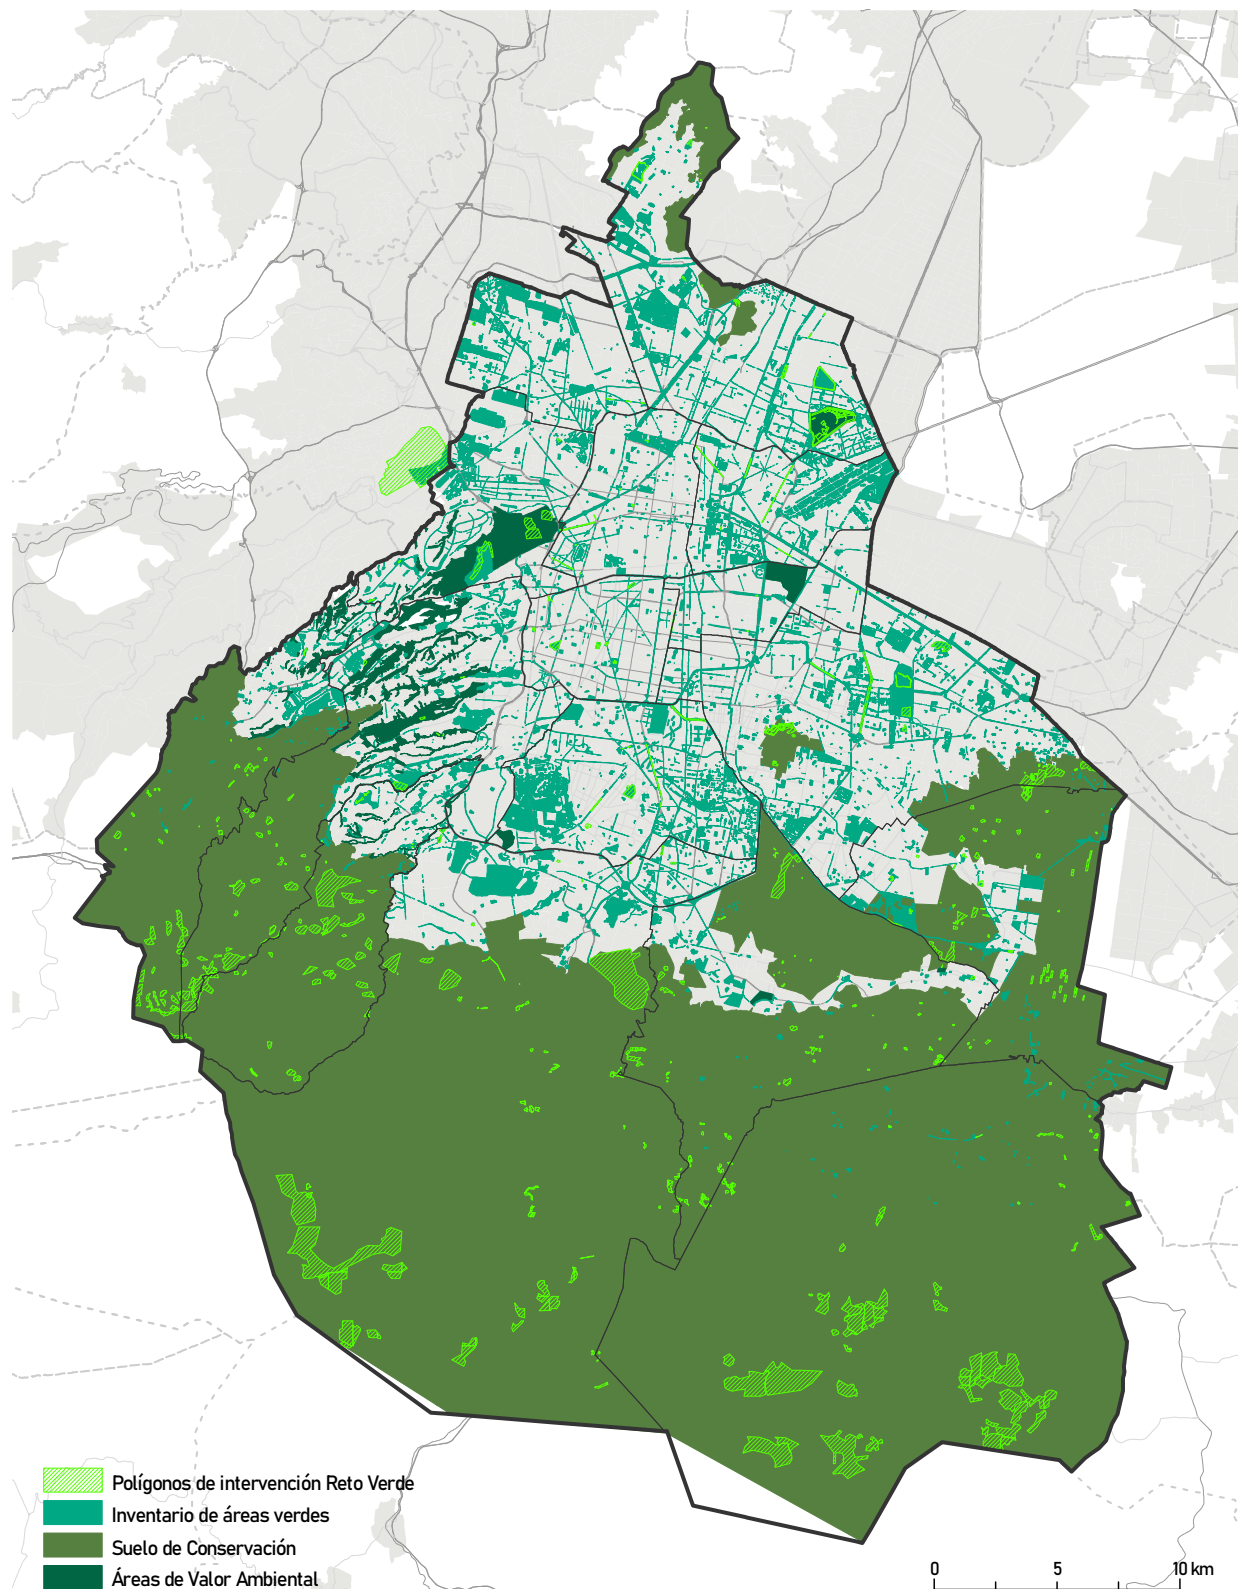 Polígonos de intervención Reto Verde
Inventario de áreas verdes
Suelo de Conservación
Áreas de Valor Ambiental
0 5 10 km